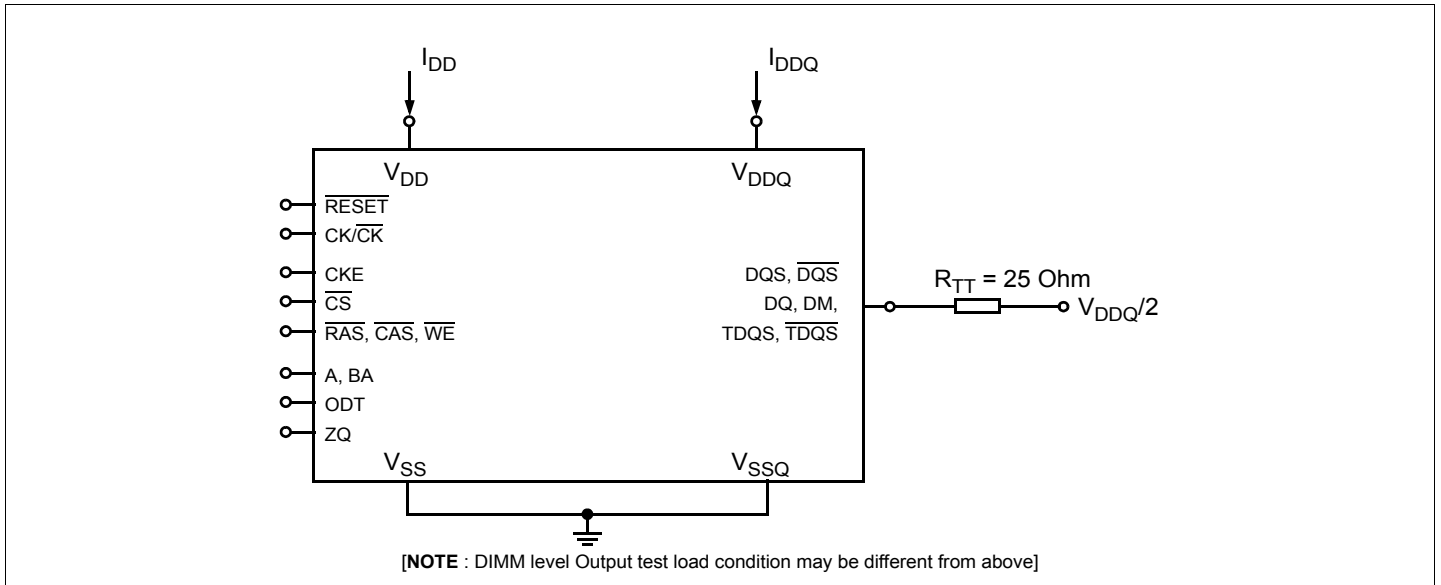 IDD
IDDQ
VDD
VDDQ
RESET
CK/CK
CKE
CS
RAS, CAS, WE
A, BA
ODT
ZQ
DQS, DQS
DQ, DM,
TDQS, TDQS
RTT = 25 Ohm
VDDQ/2
VSS
VSSQ
[NOTE : DIMM level Output test load condition may be different from above]